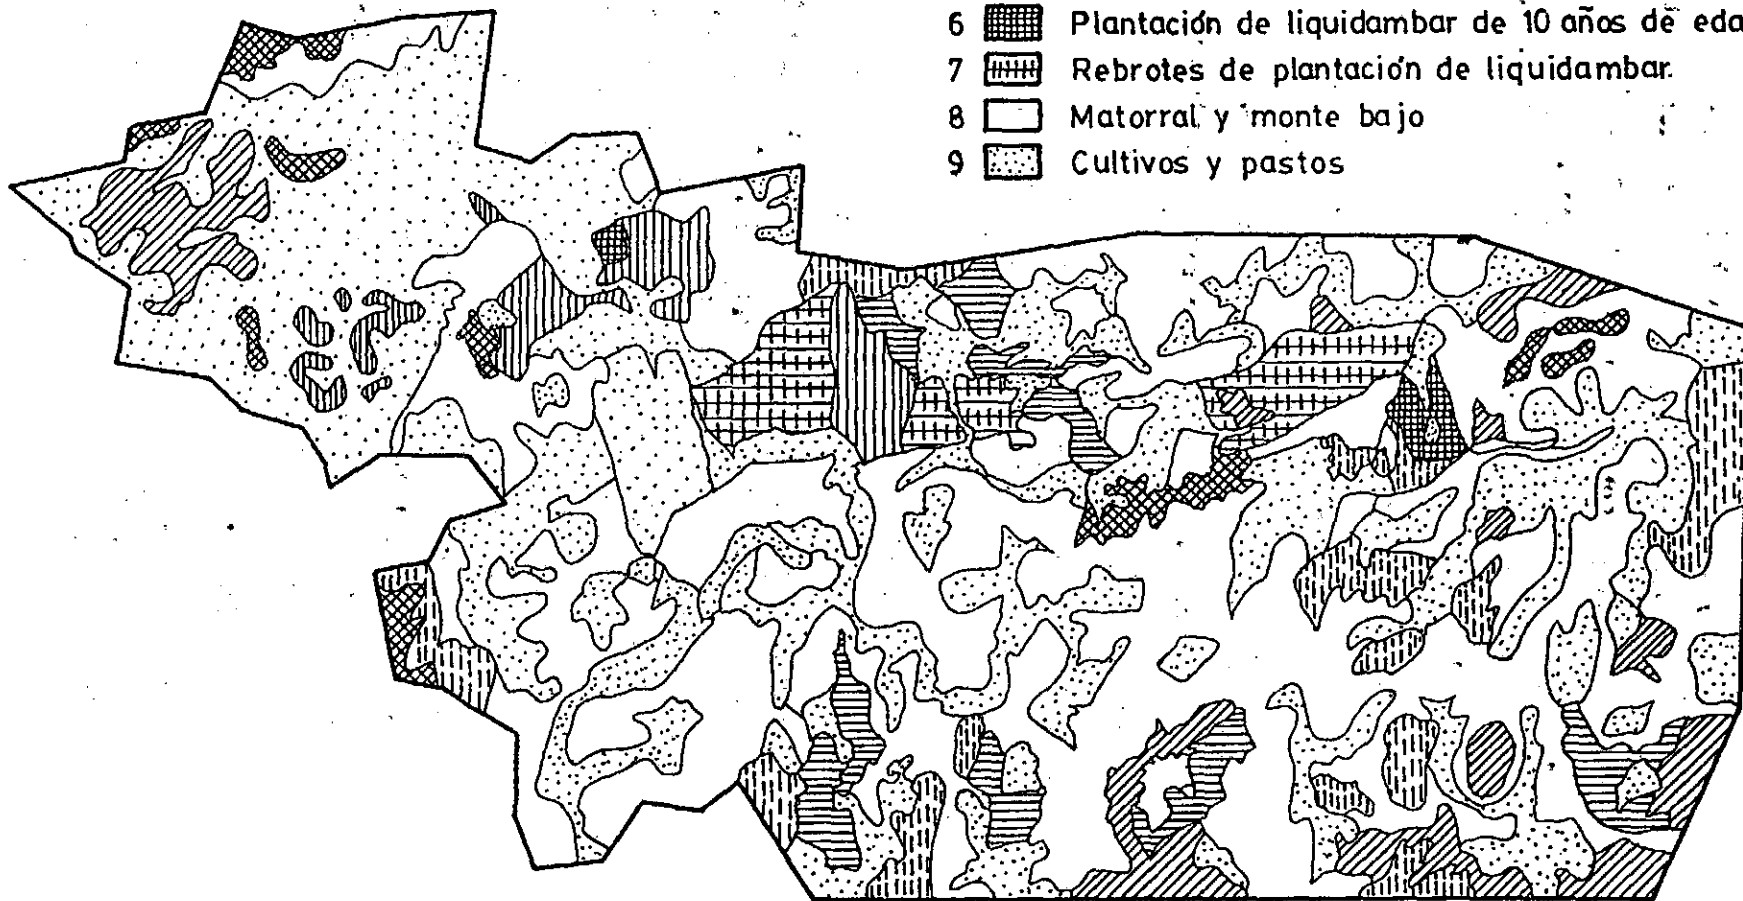 6 Plantación de liquidambar de 10 años de eda
7 Rebrotes de plantación de liquidambar.
8 Matorral y monte bajo
9 Cultivos y pastos